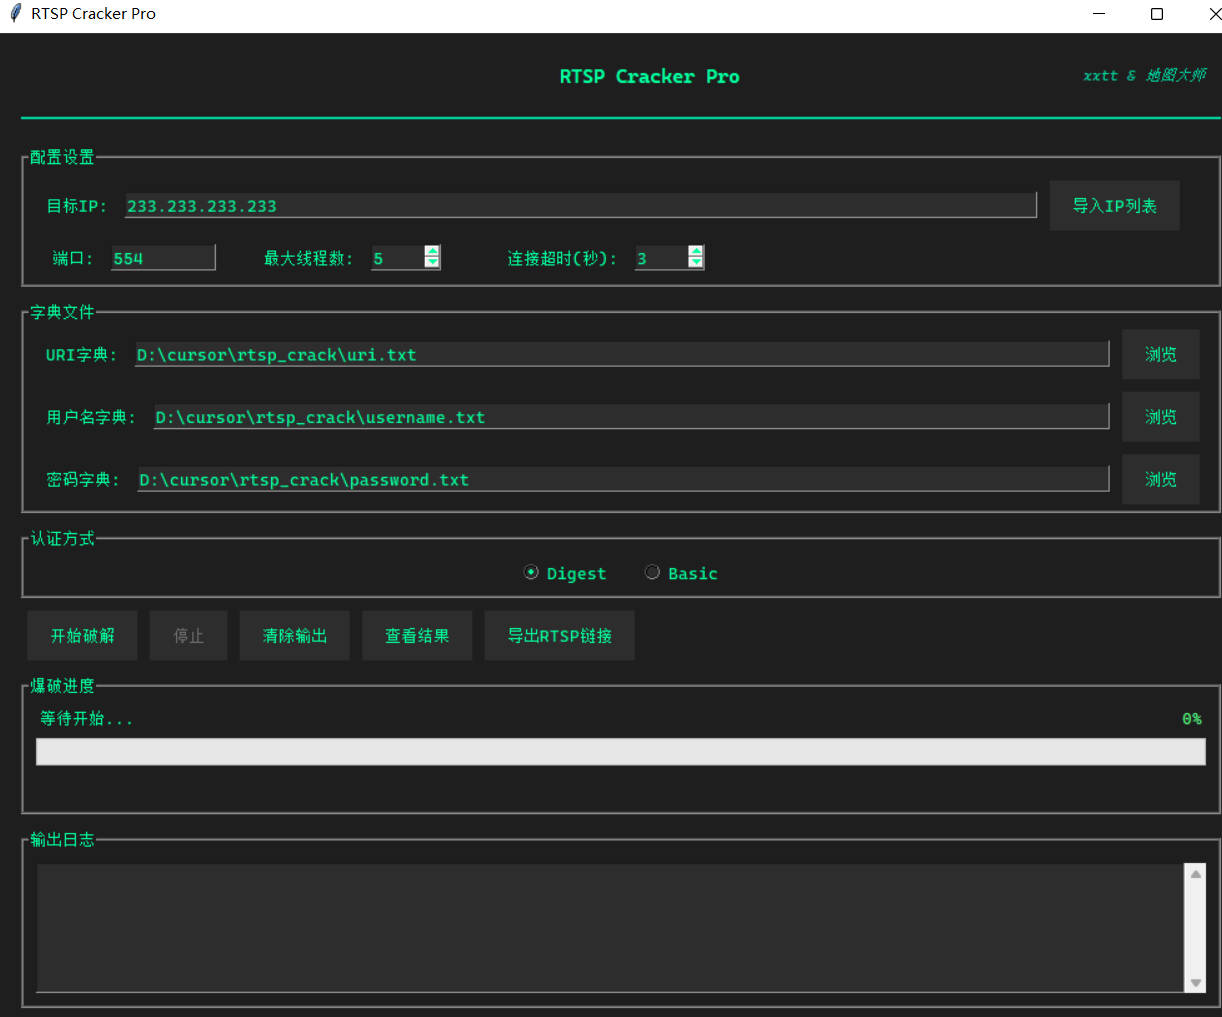 RTSP Cracker Pro
RTSP Cracker Pro
xxtt & 地图大师
配置设置
目标IP: 233.233.233.233 导入IP列表
端口: 554 最大线程数: 5 连接超时(秒): 3
字典文件
URI字典: D:\cursor\rtsp_crack\uri.txt 浏览
用户名字典: D:\cursor\rtsp_crack\username.txt 浏览
密码字典: D:\cursor\rtsp_crack\password.txt 浏览
认证方式
Digest Basic
开始破解 停止 清除输出 查看结果 导出RTSP链接
爆破进度
等待开始... 0%
输出日志